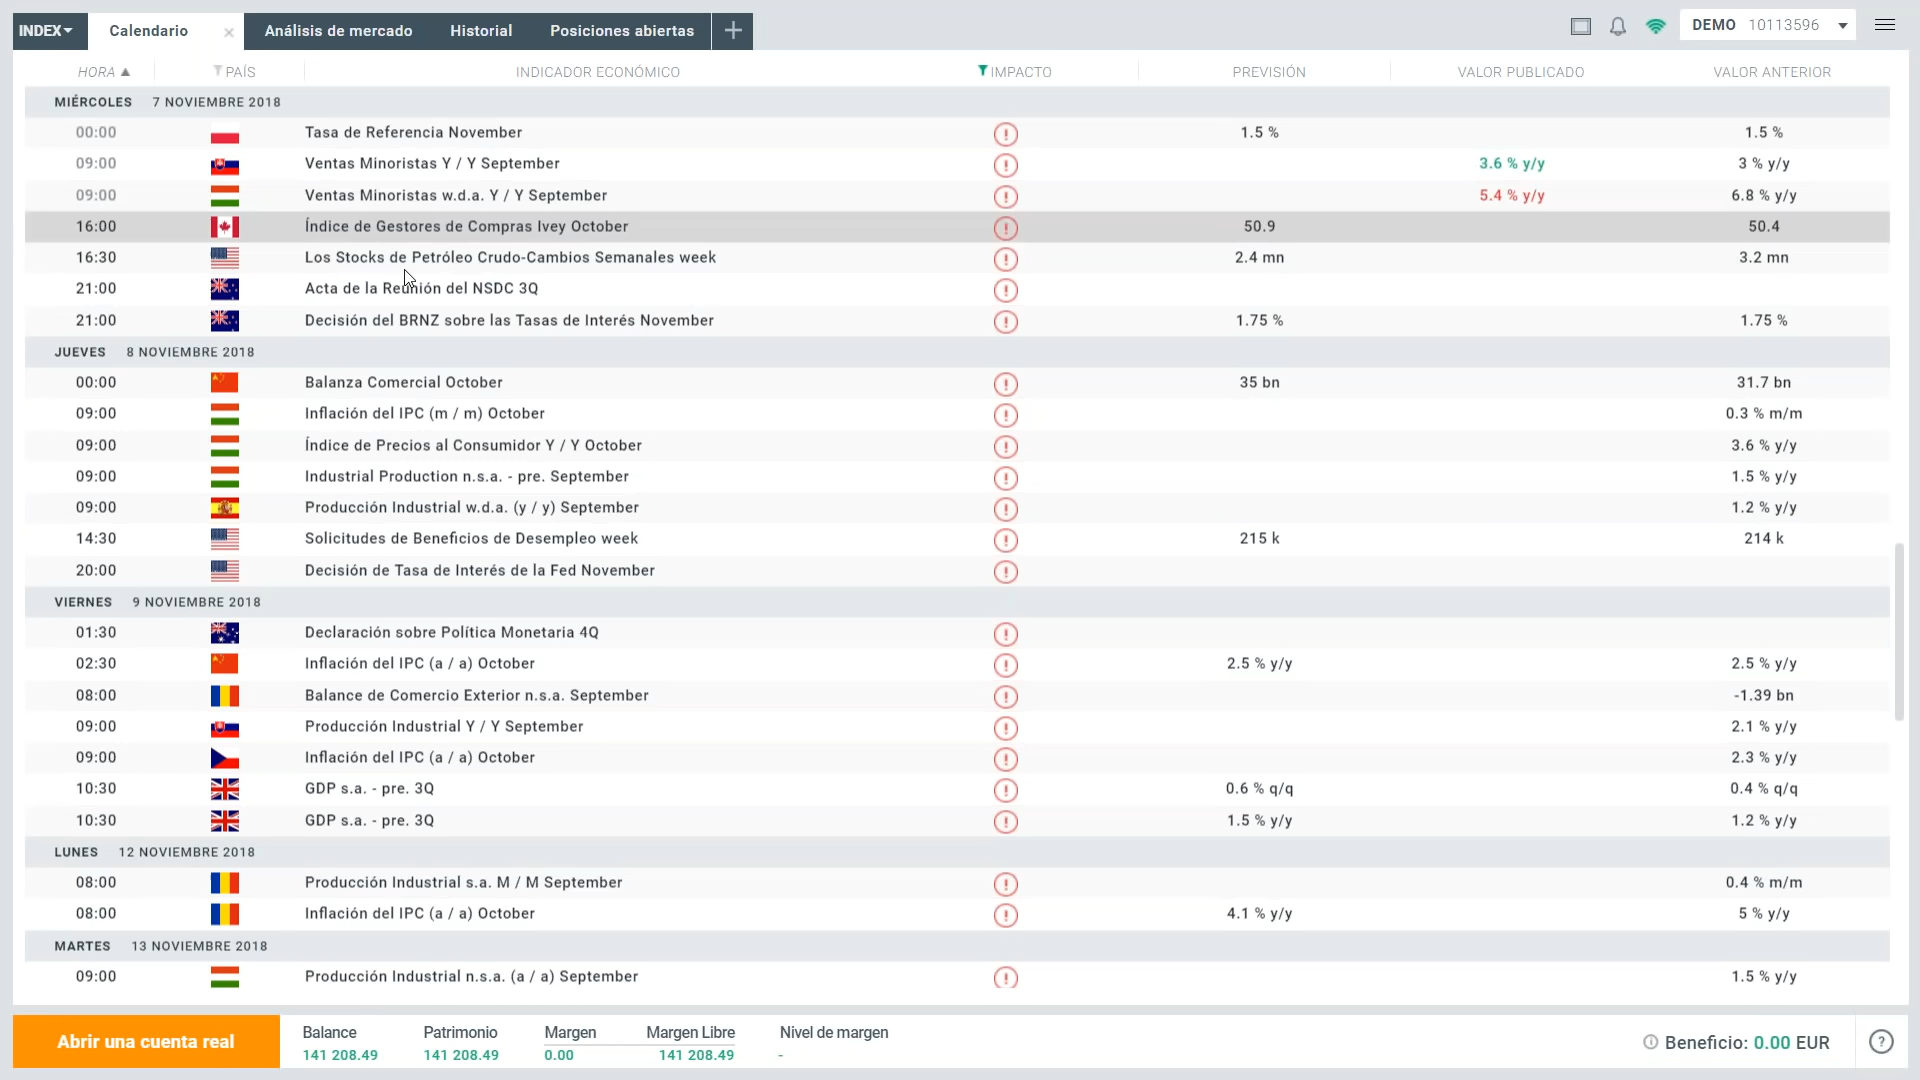 INDEX Calendario Análisis de mercado Historial Posiciones abiertas DEMO 10113596
HORA PAÍS INDICADOR ECONÓMICO IMPACTO PREVISIÓN VALOR PUBLICADO VALOR ANTERIOR
MIÉRCOLES 7 NOVIEMBRE 2018
00:00 Tasa de Referencia November 1.5 % 1.5 %
09:00 Ventas Minoristas Y / Y September 3.6 % y/y 3 % y/y
09:00 Ventas Minoristas w.d.a. Y / Y September 5.4 % y/y 6.8 % y/y
16:00 Índice de Gestores de Compras Ivey October 50.9 50.4
16:30 Los Stocks de Petróleo Crudo-Cambios Semanales week 2.4 mn 3.2 mn
21:00 Acta de la Reunión del NSDC 3Q
21:00 Decisión del BRNZ sobre las Tasas de Interés November 1.75 % 1.75 %
JUEVES 8 NOVIEMBRE 2018
00:00 Balanza Comercial October 35 bn 31.7 bn
09:00 Inflación del IPC (m / m) October 0.3 % m/m
09:00 Índice de Precios al Consumidor Y / Y October 3.6 % y/y
09:00 Industrial Production n.s.a. - pre. September 1.5 % y/y
09:00 Producción Industrial w.d.a. (y / y) September 1.2 % y/y
14:30 Solicitudes de Beneficios de Desempleo week 215 k 214 k
20:00 Decisión de Tasa de Interés de la Fed November
VIERNES 9 NOVIEMBRE 2018
01:30 Declaración sobre Política Monetaria 4Q
02:30 Inflación del IPC (a / a) October 2.5 % y/y 2.5 % y/y
08:00 Balance de Comercio Exterior n.s.a. September -1.39 bn
09:00 Producción Industrial Y / Y September 2.1 % y/y
09:00 Inflación del IPC (a / a) October 2.3 % y/y
10:30 GDP s.a. - pre. 3Q 0.6 % q/q 0.4 % q/q
10:30 GDP s.a. - pre. 3Q 1.5 % y/y 1.2 % y/y
LUNES 12 NOVIEMBRE 2018
08:00 Producción Industrial s.a. M / M September 0.4 % m/m
08:00 Inflación del IPC (a / a) October 4.1 % y/y 5 % y/y
MARTES 13 NOVIEMBRE 2018
09:00 Producción Industrial n.s.a. (a / a) September 1.5 % y/y
Abrir una cuenta real Balance Patrimonio Margen Margen Libre Nivel de margen Beneficio: 0.00 EUR
141 208.49 141 208.49 0.00 141 208.49 -